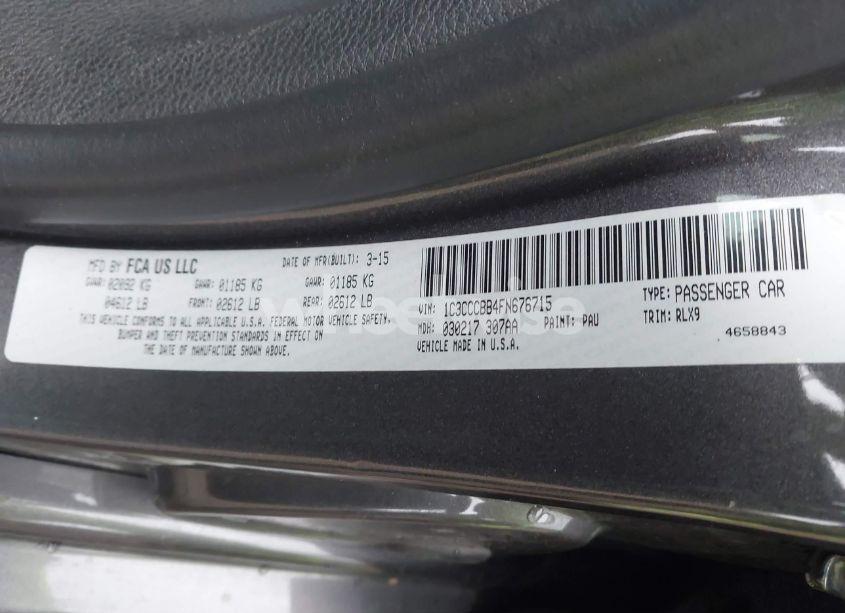 MFD BY FCA US LLC DATE OF MFR(BUILT): 3-15
GVWR: 02092 KG GAWR: 01185 KG GAWR: 01185 KG
04612 LB FRONT: 02612 LB REAR: 02612 LB
THIS VEHICLE CONFORMS TO ALL APPLICABLE U.S.A. FEDERAL MOTOR VEHICLE SAFETY,
BUMPER AND THEFT PREVENTION STANDARDS IN EFFECT ON
THE DATE OF MANUFACTURE SHOWN ABOVE.
VIN: 1C3CCCBB4FN676715 TYPE: PASSENGER CAR
MDH: 030217 307AA PAINT: PAU TRIM: RLX9
VEHICLE MADE IN U.S.A. 4658843